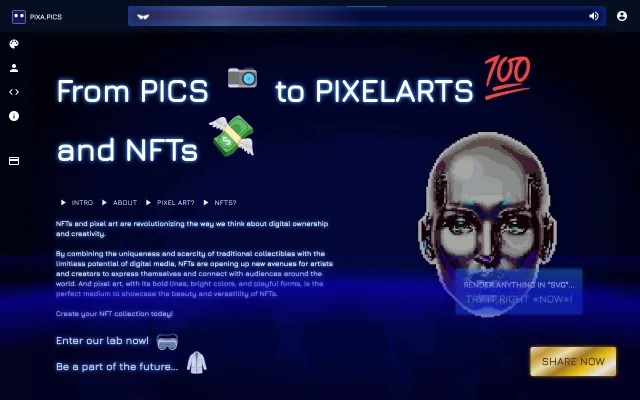 PIXA.PICS
From PICS to PIXELARTS
and NFTs
INTRO ABOUT PIXEL ART? NFTS?
NFTs and pixel art are revolutionizing the way we think about digital ownership
and creativity.
By combining the uniqueness and scarcity of traditional collectibles with the
limitless potential of digital media, NFTs are opening up new avenues for artists
and creators to express themselves and connect with audiences around the
world. And pixel art, with its bold lines, bright colors, and playful forms, is the
perfect medium to showcase the beauty and versatility of NFTs.
Create your NFT collection today!
RENDER ANYTHING IN "SVG"...
TRY IT RIGHT «NOW»!
Enter our lab now!
Be a part of the future...
SHARE NOW